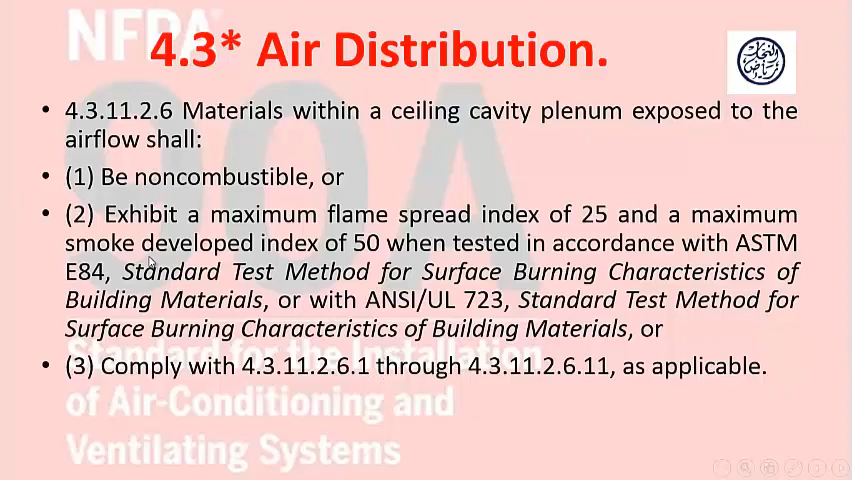 NFPA
4.3* Air Distribution.
90A
• 4.3.11.2.6 Materials within a ceiling cavity plenum exposed to the
airflow shall:
• (1) Be noncombustible, or
• (2) Exhibit a maximum flame spread index of 25 and a maximum
smoke developed index of 50 when tested in accordance with ASTM
E84, Standard Test Method for Surface Burning Characteristics of
Building Materials, or with ANSI/UL 723, Standard Test Method for
Surface Burning Characteristics of Building Materials, or
• (3) Comply with 4.3.11.2.6.1 through 4.3.11.2.6.11, as applicable.
Standard for the Installation
of Air-Conditioning and
Ventilating Systems